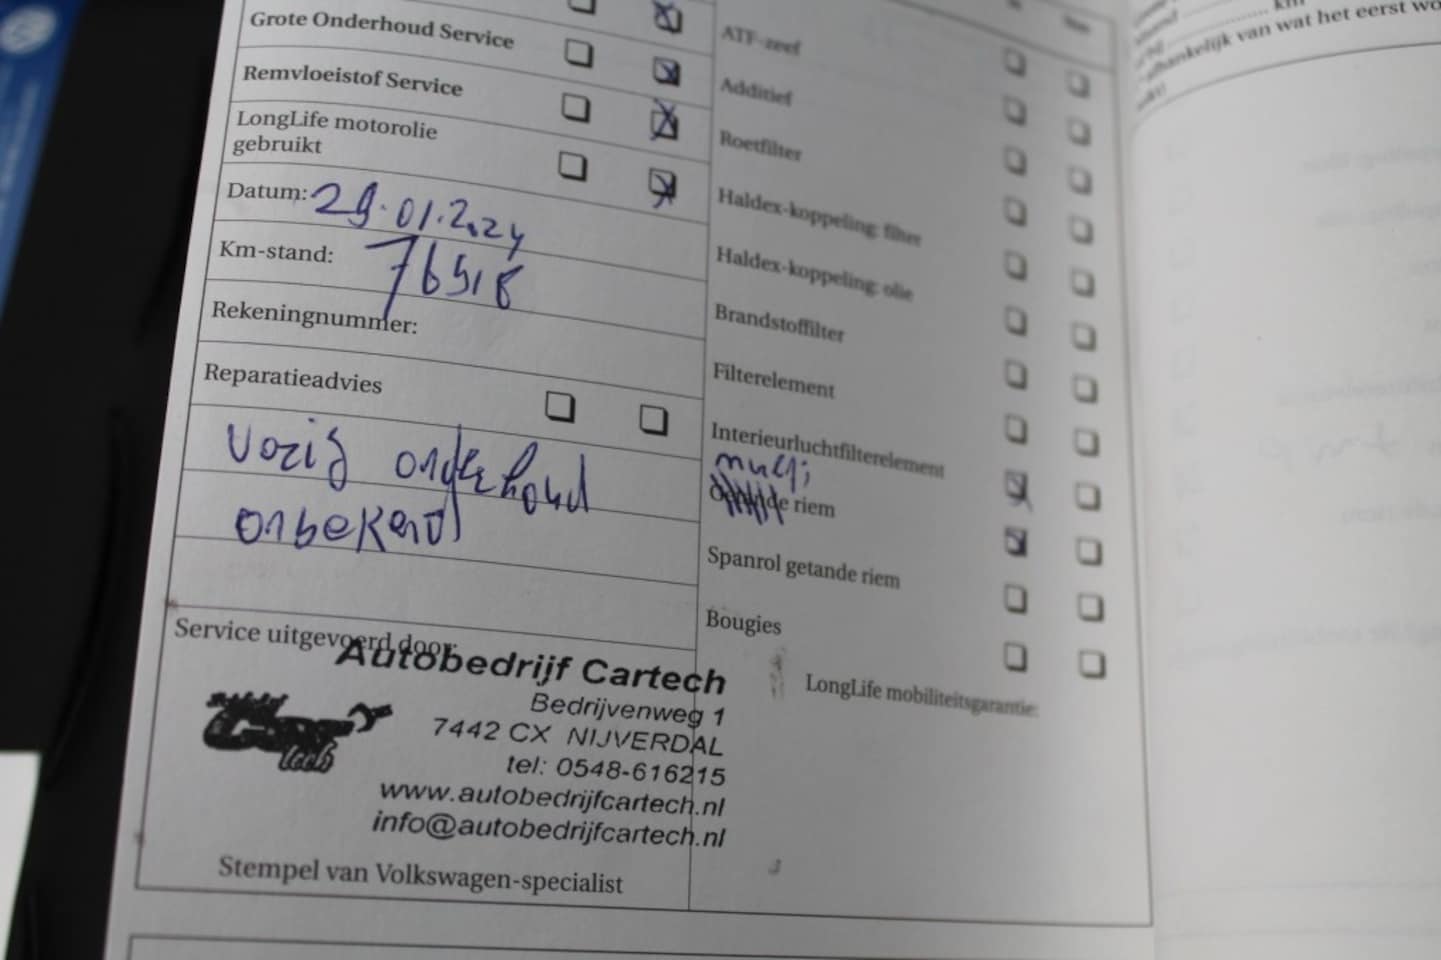 Grote Onderhoud Service
Remvloeistof Service
LongLife motorolie
gebruikt
Datum: 29.01.2024
Km-stand: 76518
Rekeningnummer:
Reparatieadvies
vorig onderhoud
onbekend
Service uitgevoerd door:
Autobedrijf Cartech
Bedrijvenweg 1
7442 CX NIJVERDAL
tel: 0548-616215
www.autobedrijfcartech.nl
info@autobedrijfcartech.nl
Stempel van Volkswagen-specialist
ATF-zeef
Additief
Roetfilter
Haldex-koppeling: filter
Haldex-koppeling: olie
Brandstoffilter
Filterelement
Interieurluchtfilterelement
multi
Getande riem
Spanrol getande riem
Bougies
LongLife mobiliteitsgarantie:
km
afhankelijk van wat het eerst